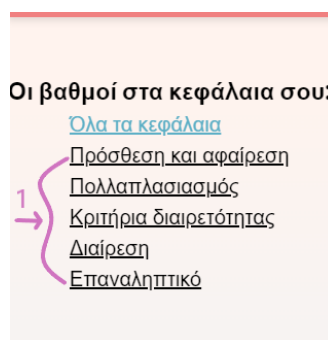 Οι βαθμοί στα κεφάλαια σου:
Όλα τα κεφάλαια
Πρόσθεση και αφαίρεση
Πολλαπλασιασμός
1
Κριτήρια διαιρετότητας
Διαίρεση
Επαναληπτικό